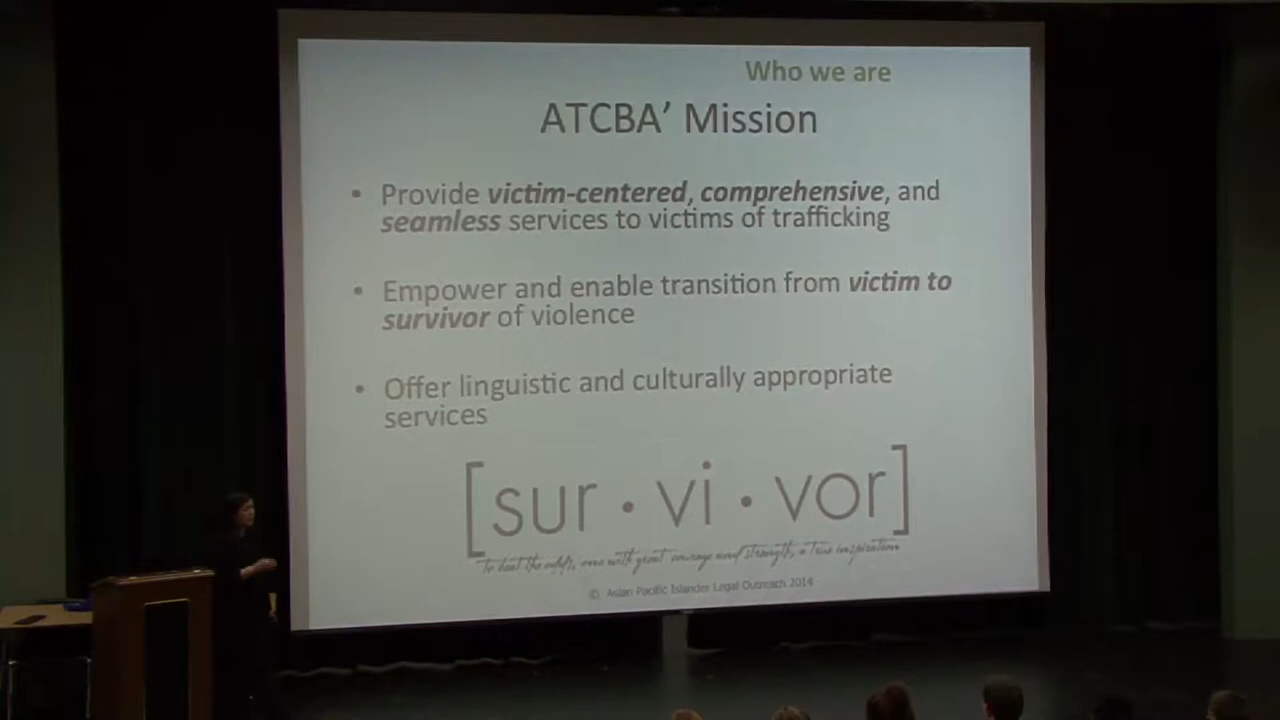 Who we are
ATCBA' Mission
• Provide victim-centered, comprehensive, and
seamless services to victims of trafficking
• Empower and enable transition from victim to
survivor of violence
• Offer linguistic and culturally appropriate
services
[sur • vi • vor]
to beat the odds, one with great courage and strength, a true inspiration
© Asian Pacific Islander Legal Outreach 2014